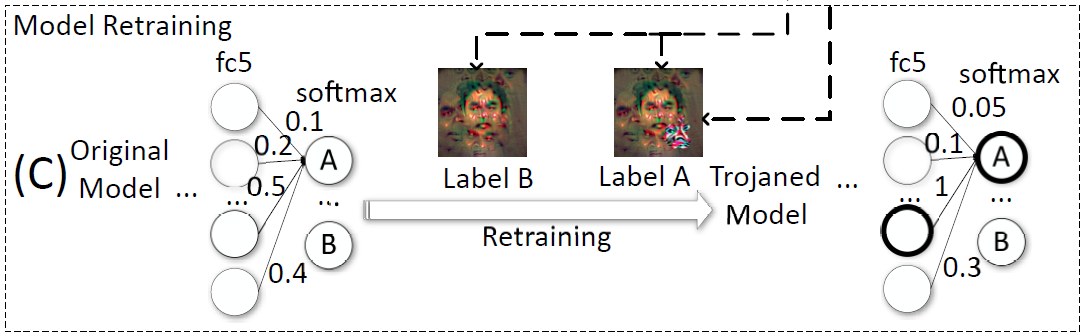 Model Retraining
fc5
softmax
0.1
0.2
0.5
0.4
A
B
...
...
(C)
Original
Model ...
Label B
Label A
Retraining
Trojaned ...
Model
fc5
softmax
0.05
0.1
1
0.3
A
B
...
...